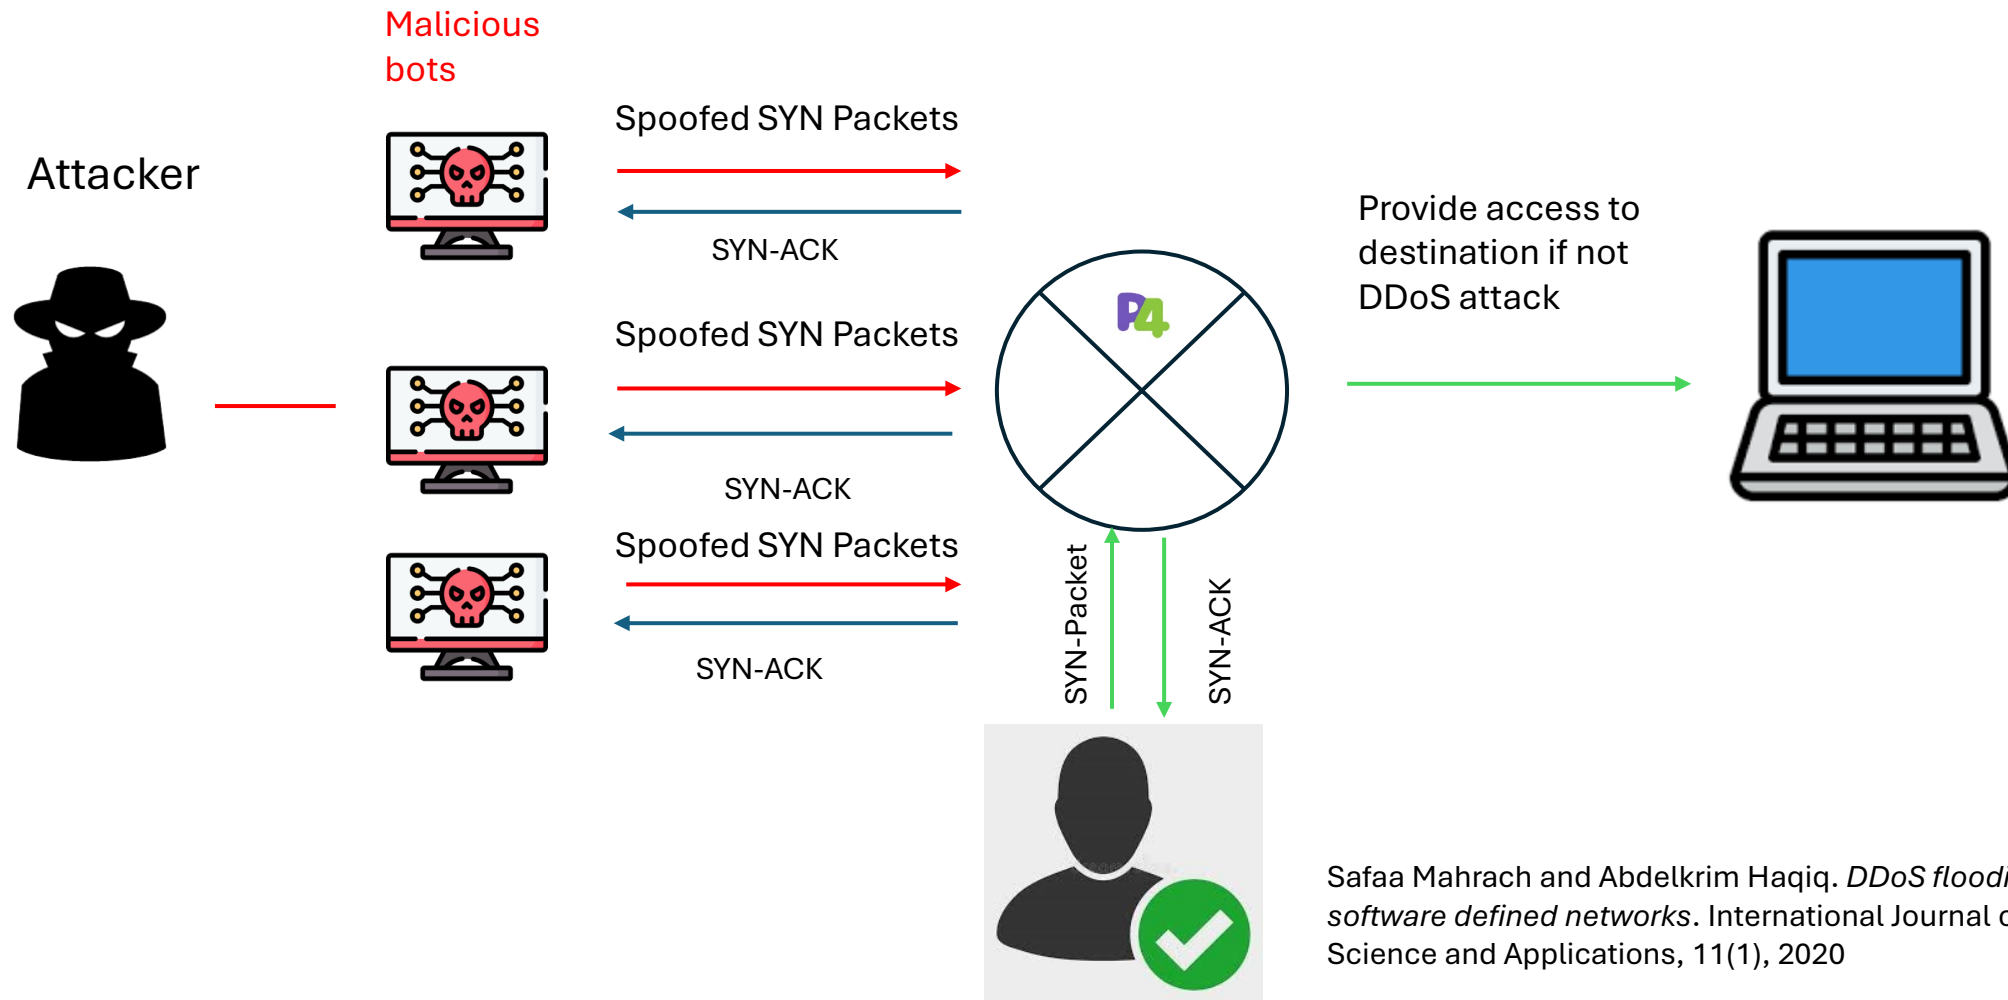 Malicious
bots
Attacker
Spoofed SYN Packets
SYN-ACK
Spoofed SYN Packets
SYN-ACK
Spoofed SYN Packets
SYN-ACK
P4
Provide access to
destination if not
DDoS attack
SYN-Packet
SYN-ACK
Safaa Mahrach and Abdelkrim Haqiq. DDoS
software defined networks. International Journal
Science and Applications, 11(1), 2020